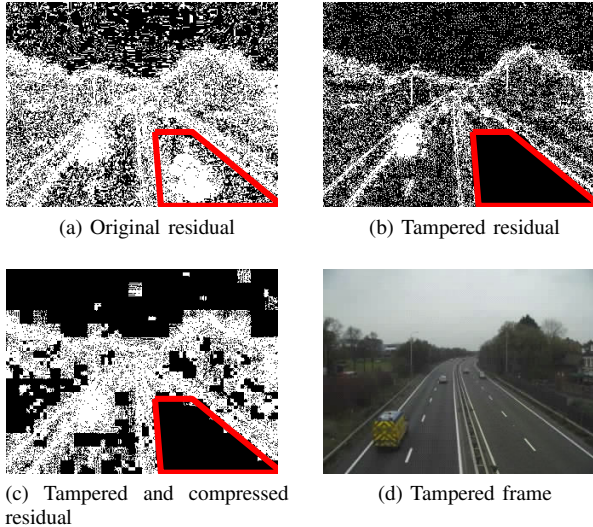 (a) Original residual
(b) Tampered residual
(c) Tampered and compressed
residual
(d) Tampered frame